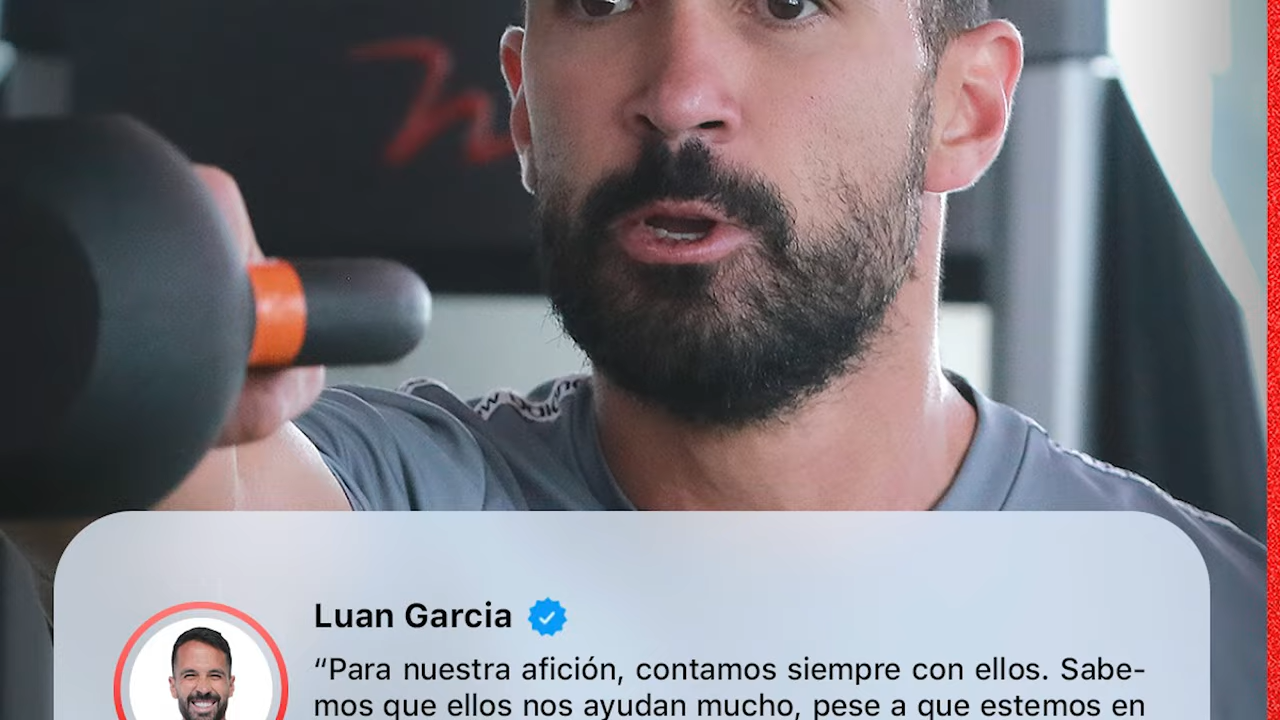 Luan Garcia
“Para nuestra afición, contamos siempre con ellos. Sabe-
mos que ellos nos ayudan mucho, pese a que estemos en